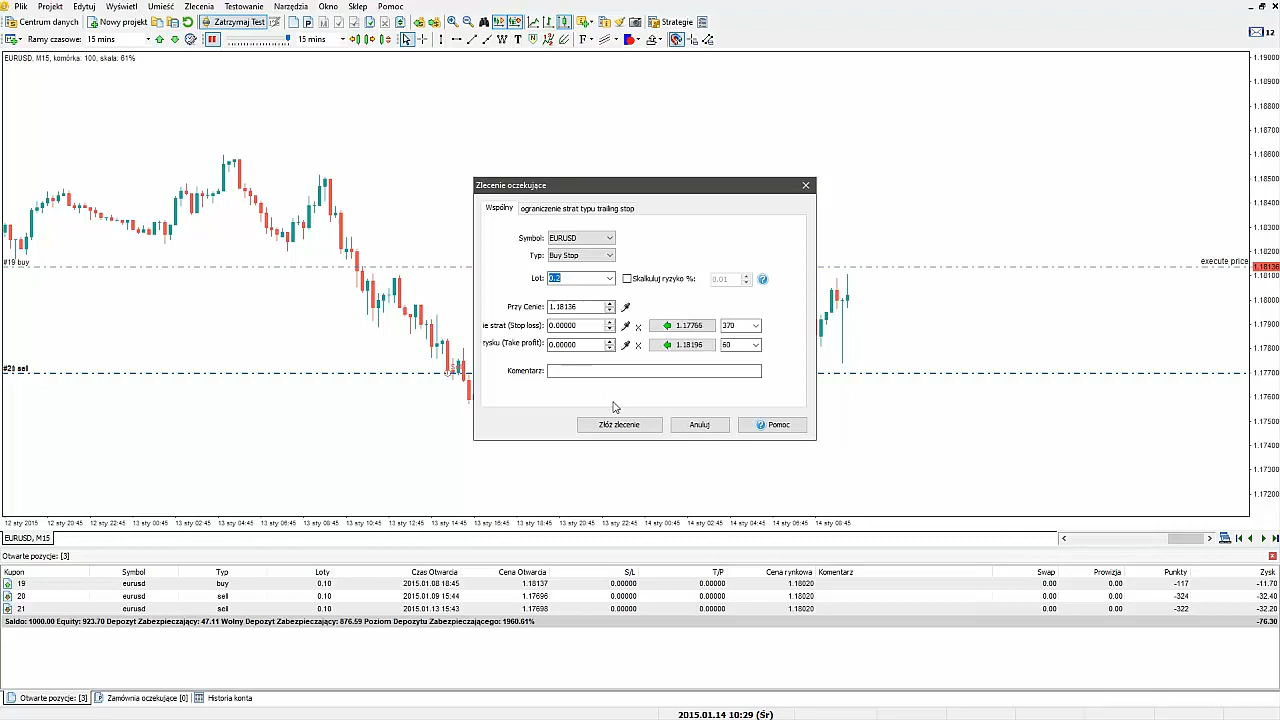 Plik Projekt Edytuj Wyświetl Umieść Zlecenia Testowanie Narzędzia Okno Sklep Pomoc
Centrum danych Nowy projekt Zatrzymaj Test Strategie
Ramy czasowe: 15 mins 15 mins 12
EURUSD, M15, komórka: 100, skala: 61%
1.19000
1.18900
1.18800
1.18700
1.18600
1.18500
1.18400
1.18300
1.18200
#19 buy execute price 1.18136
1.18100
1.18000
1.17900
1.17800
sell
1.17700
1.17600
1.17500
1.17400
1.17300
1.17200
Zlecenie oczekujące
Wspólny ograniczenie strat typu trailing stop
Symbol: EURUSD
Typ: Buy Stop
Lot: 0.2 Skalkuluj ryzyko %: 0.01
Przy Cenie: 1.18136
ie strat (Stop loss): 0.00000 X 1.17766 370
zysku (Take profit): 0.00000 X 1.18196 60
Komentarz:
Złóż zlecenie Anuluj Pomoc
12 sty 2015 12 sty 20:45 12 sty 22:45 13 sty 00:45 13 sty 02:45 13 sty 04:45 13 sty 06:45 13 sty 08:45 13 sty 10:45 13 sty 12:45 13 sty 14:45 13 sty 16:45 13 sty 18:45 13 sty 20:45 13 sty 22:45 14 sty 00:45 14 sty 02:45 14 sty 04:45 14 sty 06:45 14 sty 08:45
EURUSD, M15
Otwarte pozycje: [3]
Kupon Symbol Typ Loty Czas Otwarcia Cena Otwarta S/L T/P Cena rynkowa Komentarz Swap Prowizja Punkty Zysk
19 eurusd buy 0.10 2015.01.08 18:45 1.18137 0.00000 0.00000 1.18020 0.00 0.00 -117 -11.70
20 eurusd sell 0.10 2015.01.09 15:44 1.17696 0.00000 0.00000 1.18020 0.00 0.00 -324 -32.40
21 eurusd sell 0.10 2015.01.13 15:43 1.17698 0.00000 0.00000 1.18020 0.00 0.00 -322 -32.20
Saldo: 1000.00 Equity: 923.70 Depozyt Zabezpieczający: 47.11 Wolny Depozyt Zabezpieczający: 876.59 Poziom Depozytu Zabezpieczającego: 1960.61% -76.30
Otwarte pozycje: [3] Zamównia oczekujące [0] Historia konta
2015.01.14 10:29 (Śr)